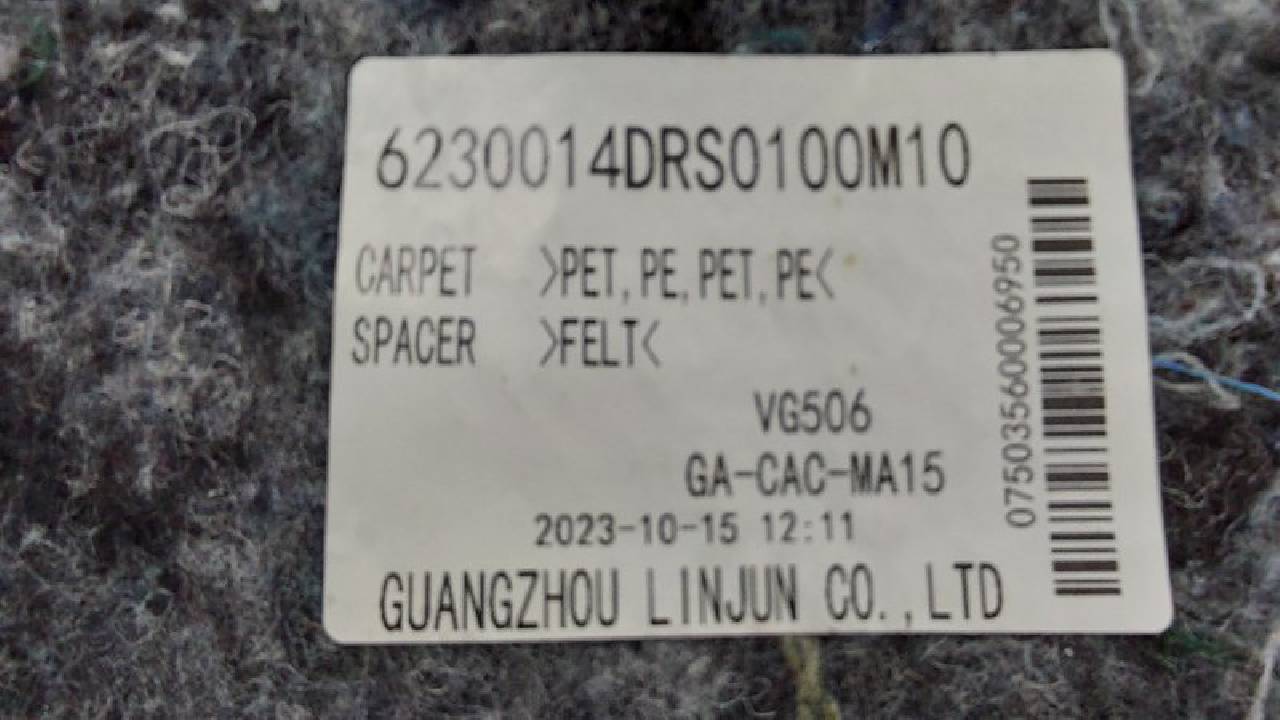 6230014DRS0100M10
CARPET >PET,PE,PET,PE<
SPACER >FELT<
VG506
GA-CAC-MA15
2023-10-15 12:11
GUANGZHOU LINJUN CO.,LTD
07503560006950